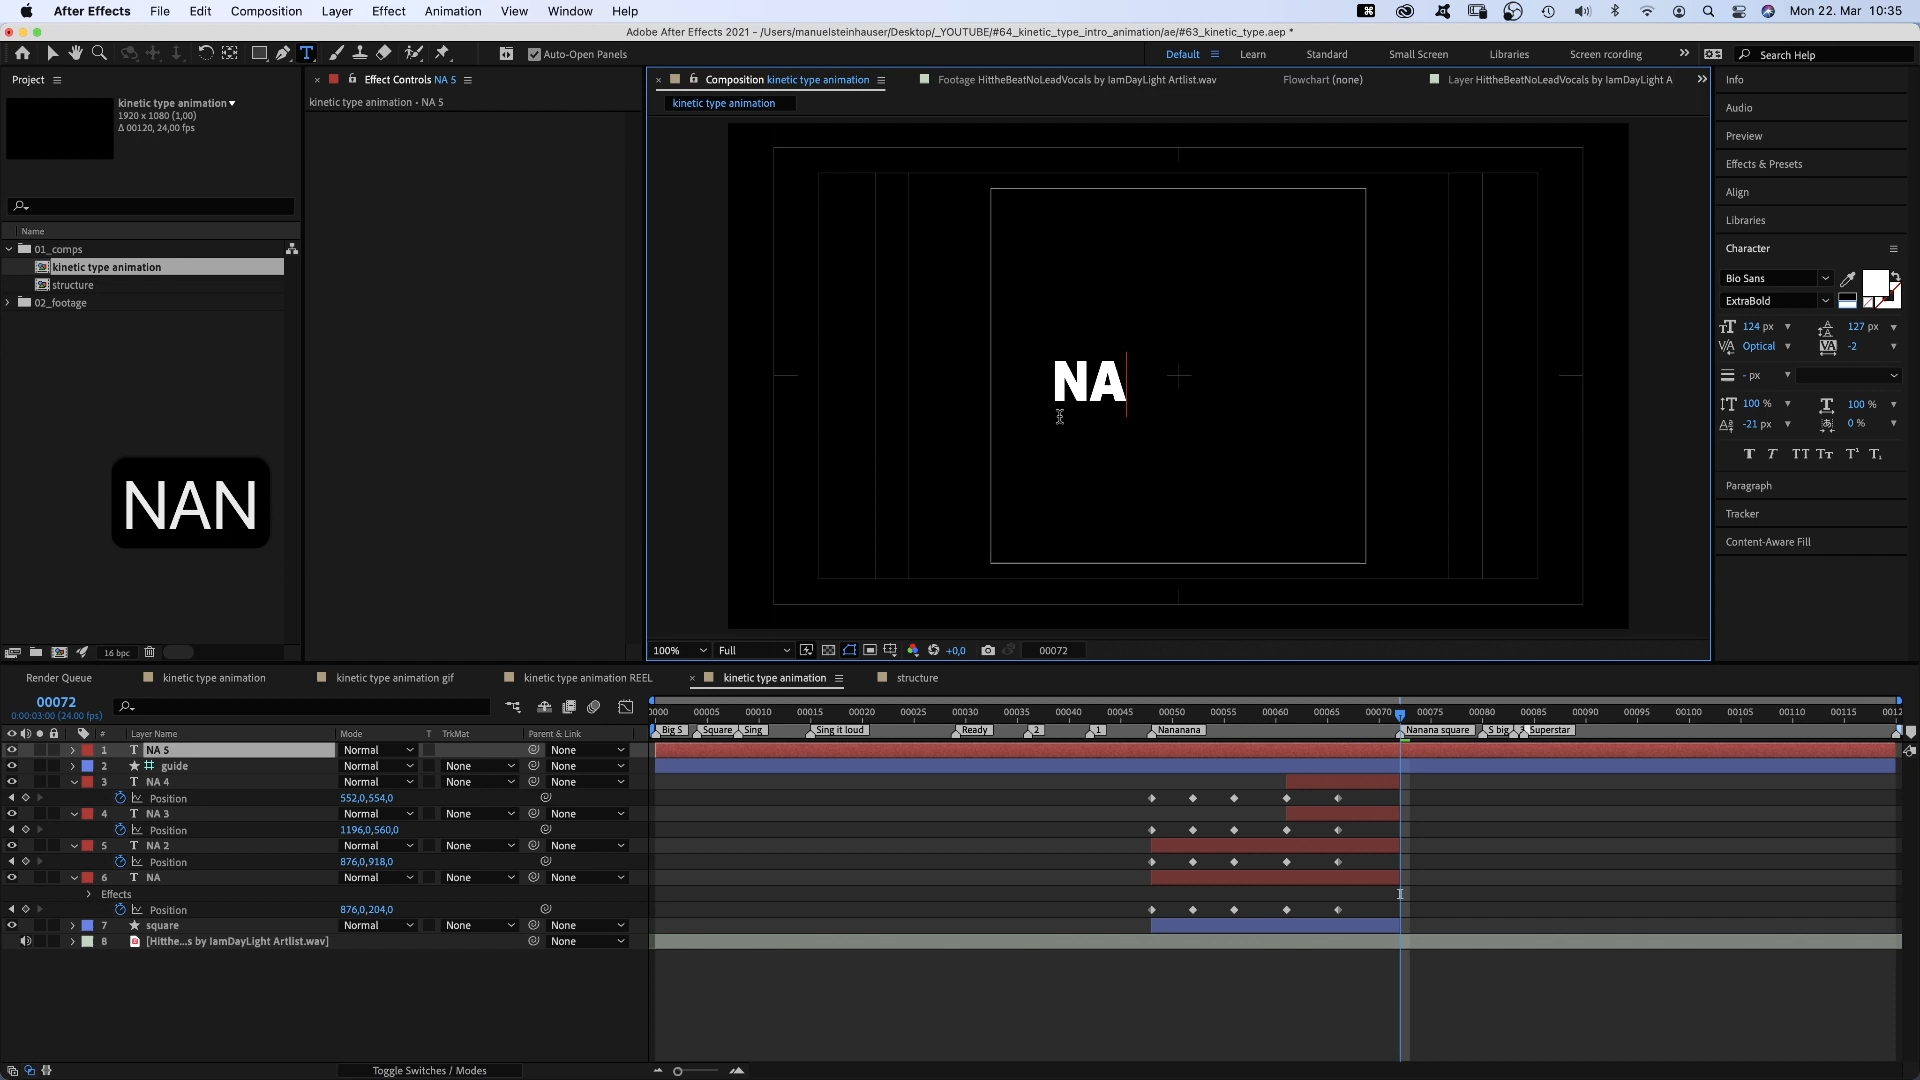 After Effects File Edit Composition Layer Effect Animation View Window Help Mon 22. Mar 10:35
Adobe After Effects 2021 - /Users/manuelsteinhauser/Desktop/_YOUTUBE/#64_kinetic_type_intro_animation/ae/#63_kinetic_type.aep *
Auto-Open Panels Default Learn Standard Small Screen Libraries Screen rcording Search Help
Project
kinetic type animation
1920 x 1080 (1,00)
Δ 00120, 24,00 fps
Name
01_comps
kinetic type animation
structure
02_footage
16 bpc
NAN
Effect Controls NA 5
kinetic type animation • NA 5
Composition kinetic type animation Footage HittheBeatNoLeadVocals by IamDayLight Artlist.wav Flowchart (none) Layer HittheBeatNoLeadVocals by IamDayLight A
kinetic type animation
NA
100% Full +0,0 00072
Info
Audio
Preview
Effects & Presets
Align
Libraries
Character
Bio Sans
ExtraBold
124 px 127 px
Optical -2
- px
100 % 100 %
-21 px 0 %
Paragraph
Tracker
Content-Aware Fill
Render Queue kinetic type animation kinetic type animation gif kinetic type animation REEL kinetic type animation structure
00072
0:00:03:00 (24.00 fps)
0000 00005 00010 00015 00020 00025 00030 00035 00040 00045 00050 00055 00060 00065 00070 00075 00080 00085 00090 00095 00100 00105 00110 00115 0012
Big S Square Sing Sing it loud Ready 2 1 Nananana Nanana square S big Superstar
# Layer Name Mode T TrkMat Parent & Link
1 T NA 5 Normal None
2 guide Normal None None
3 T NA 4 Normal None None
Position 552,0,554,0
4 T NA 3 Normal None None
Position 1196,0,560,0
5 T NA 2 Normal None None
Position 876,0,918,0
6 T NA Normal None None
Effects
Position 876,0,204,0
7 square Normal None None
8 [Hitthe...s by IamDayLight Artlist.wav] None
Toggle Switches / Modes